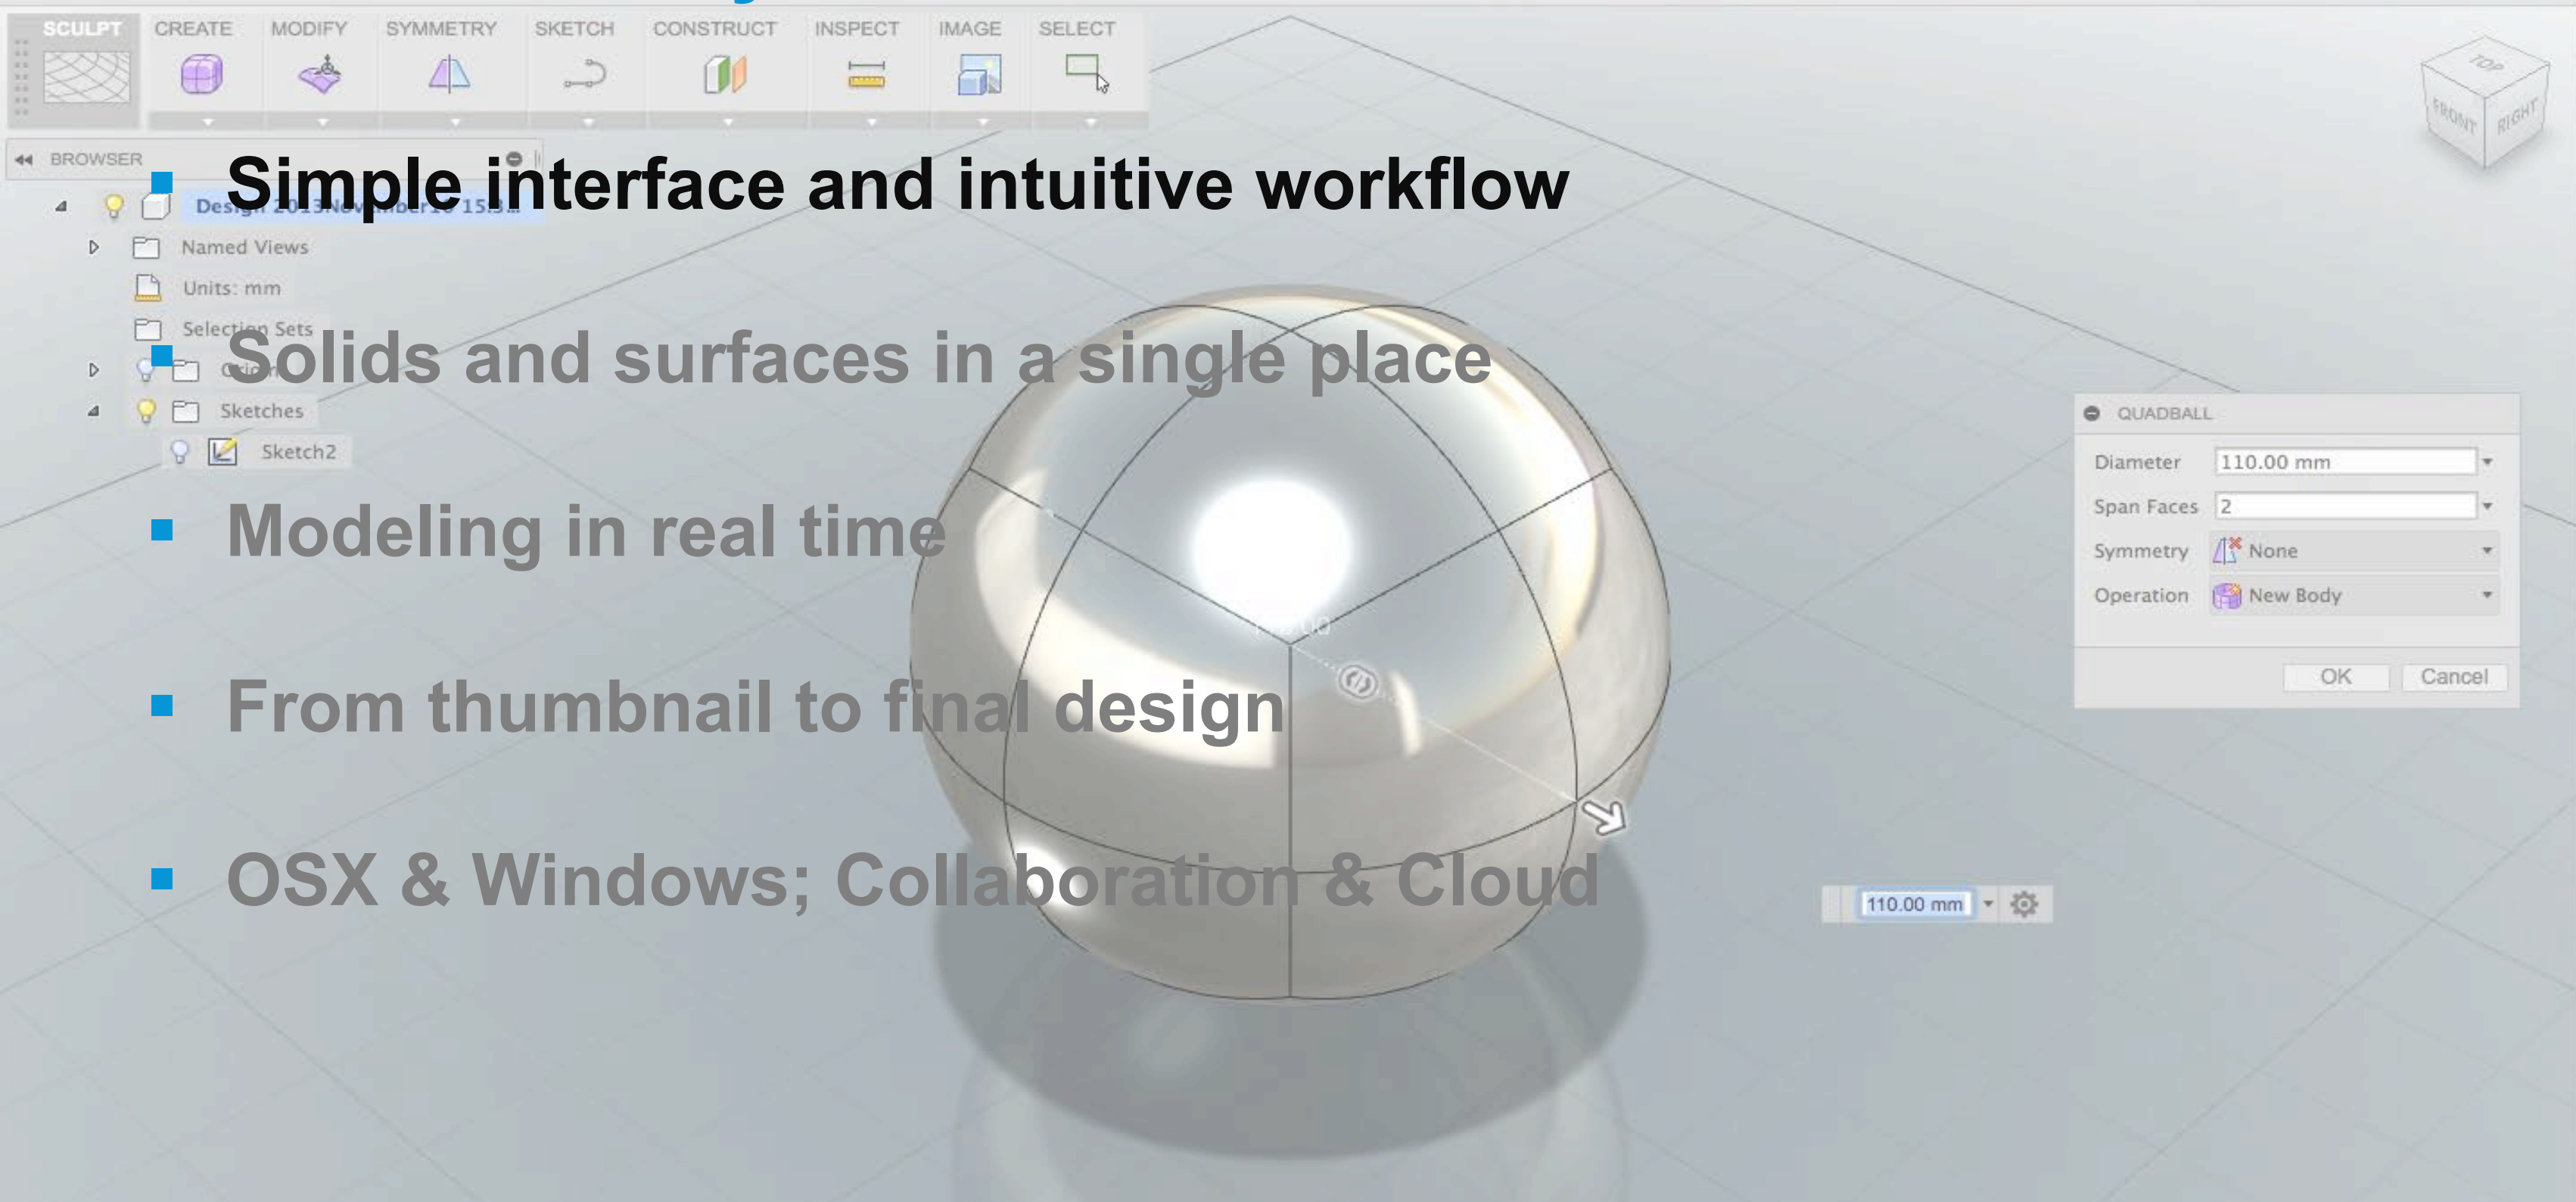 SCULPT CREATE MODIFY SYMMETRY SKETCH CONSTRUCT INSPECT IMAGE SELECT
TOP
FRONT RIGHT
BROWSER
Simple interface and intuitive workflow
Named Views
Units: mm
Selection Sets
Solids and surfaces in a single place
Sketches
Sketch2
QUADBALL
Diameter 110.00 mm
Span Faces 2
Symmetry None
Operation New Body
OK Cancel
Modeling in real time
From thumbnail to final design
OSX & Windows; Collaboration & Cloud
110.00 mm